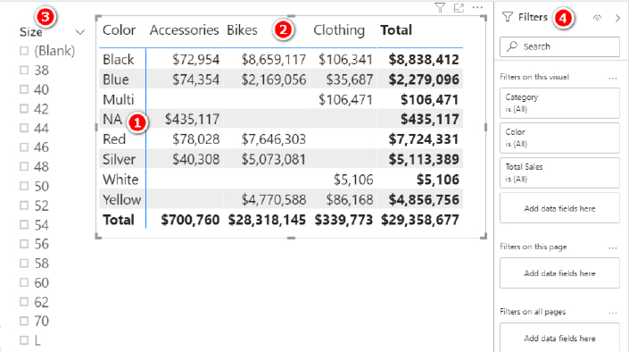 3
Size
(Blank)
38
40
42
44
46
48
50
52
54
56
58
60
62
70
L
Color Accessories Bikes 2 Clothing Total
Black $72,954 $8,659,117 $106,341 $8,838,412
Blue $74,354 $2,169,056 $35,687 $2,279,096
Multi $106,471 $106,471
NA 1 $435,117 $435,117
Red $78,028 $7,646,303 $7,724,331
Silver $40,308 $5,073,081 $5,113,389
White $5,106 $5,106
Yellow $4,770,588 $86,168 $4,856,756
Total $700,760 $28,318,145 $339,773 $29,358,677
Filters 4
Search
Filters on this visual ...
Category
is (All)
Color
is (All)
Total Sales
is (All)
Add data fields here
Filters on this page ...
Add data fields here
Filters on all pages ...
Add data fields here